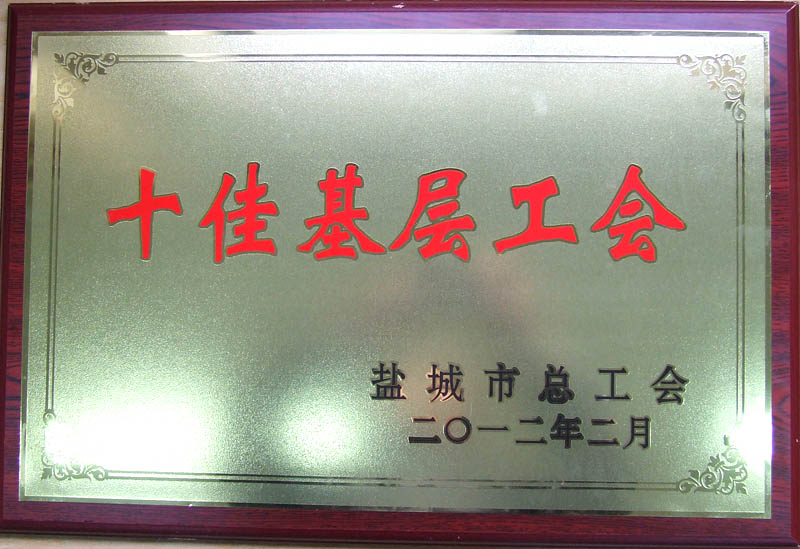 十佳基层工会
盐城市总工会
二〇一二年二月